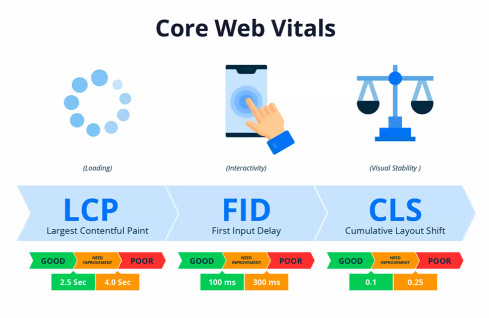 Core Web Vitals
(Loading)
(Interactivity)
(Visual Stability )
LCP
Largest Contentful Paint
FID
First Input Delay
CLS
Cumulative Layout Shift
GOOD
NEED
IMPROVEMENT
POOR
2.5 Sec
4.0 Sec
GOOD
NEED
IMPROVEMENT
POOR
100 ms
300 ms
GOOD
NEED
IMPROVEMENT
POOR
0.1
0.25